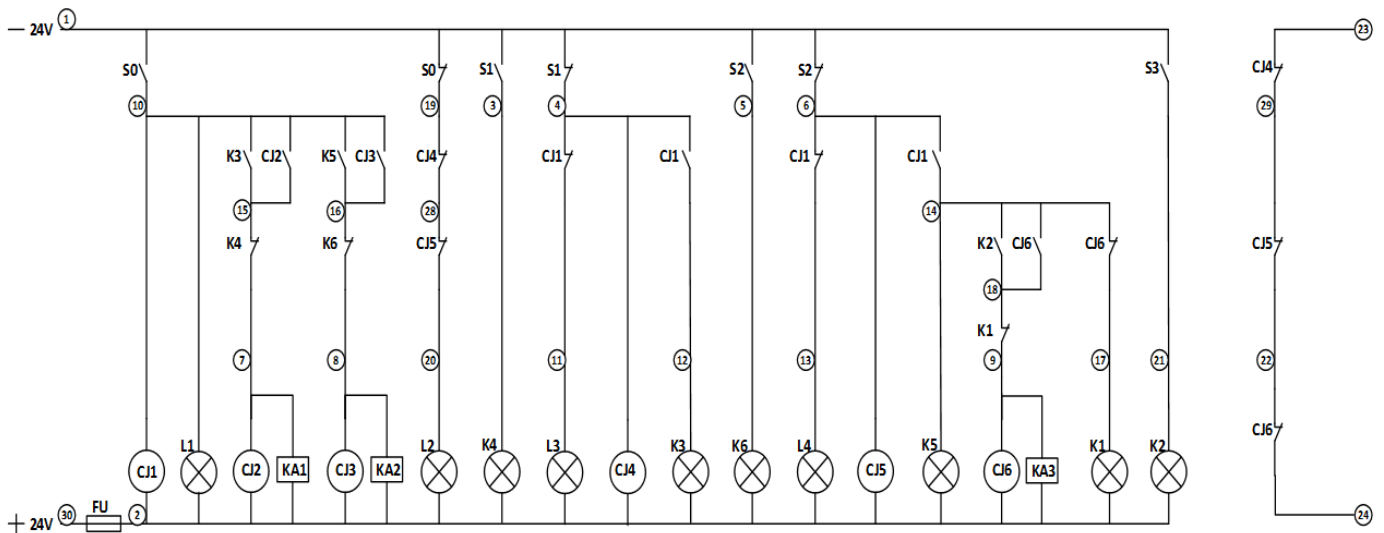 — 24V 1 23
S0 S0 S1 S1 S2 S2 S3 CJ4
10 19 3 4 5 6 29
K3 CJ2 K5 CJ3 CJ4 CJ1 CJ1 CJ1 CJ1
15 16 28 14
K4 K6 CJ5 K2 CJ6 CJ6 CJ5
18
K1
7 8 20 11 12 13 9 17 21 22
CJ6
L1 L2 K4 L3 K3 K6 L4 K5 K1 K2
CJ1 CJ2 KA1 CJ3 KA2 CJ4 CJ5 CJ6 KA3
+ 24V 30 FU 2 24